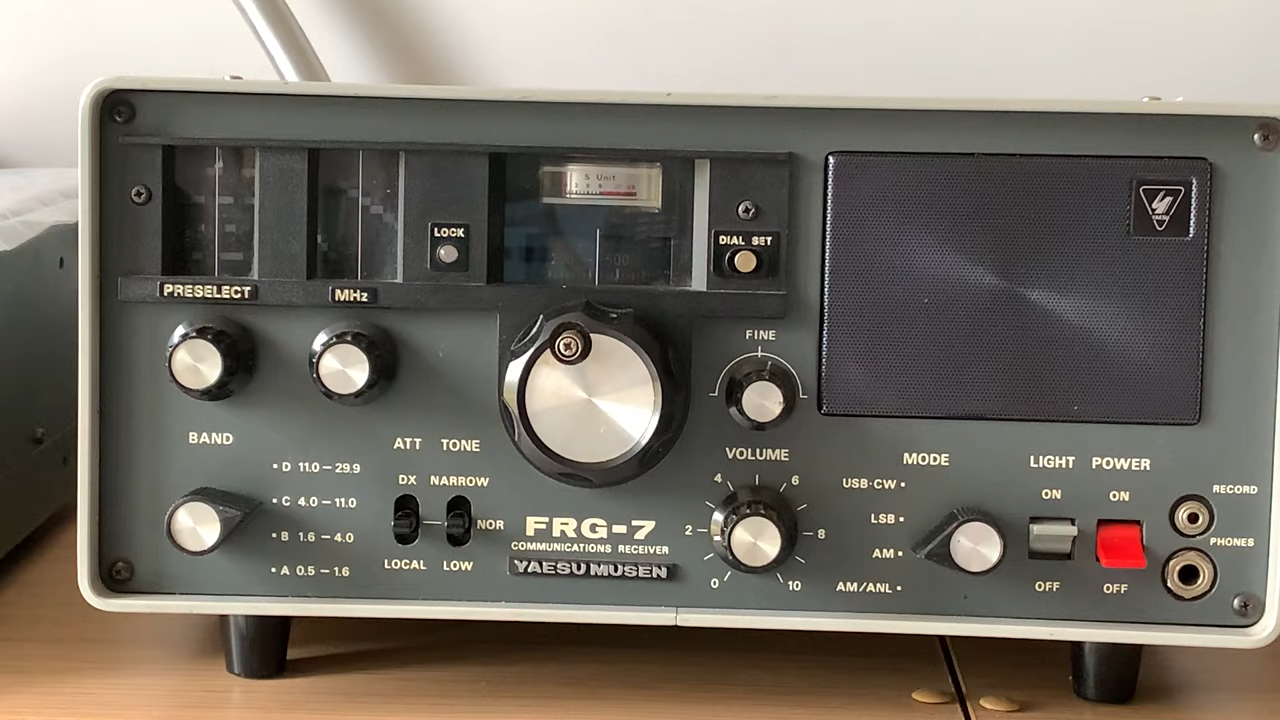 S Unit
YAESU
LOCK
DIAL SET
PRESELECT
MHz
FINE
BAND
ATT TONE
VOLUME
MODE
LIGHT POWER
D 11.0 – 29.9
C 4.0 – 11.0
B 1.6 – 4.0
A 0.5 – 1.6
DX NARROW
NOR
LOCAL LOW
FRG-7
COMMUNICATIONS RECEIVER
YAESU MUSEN
0 2 4 6 8 10
USB·CW
LSB
AM
AM/ANL
ON ON
OFF OFF
RECORD
PHONES